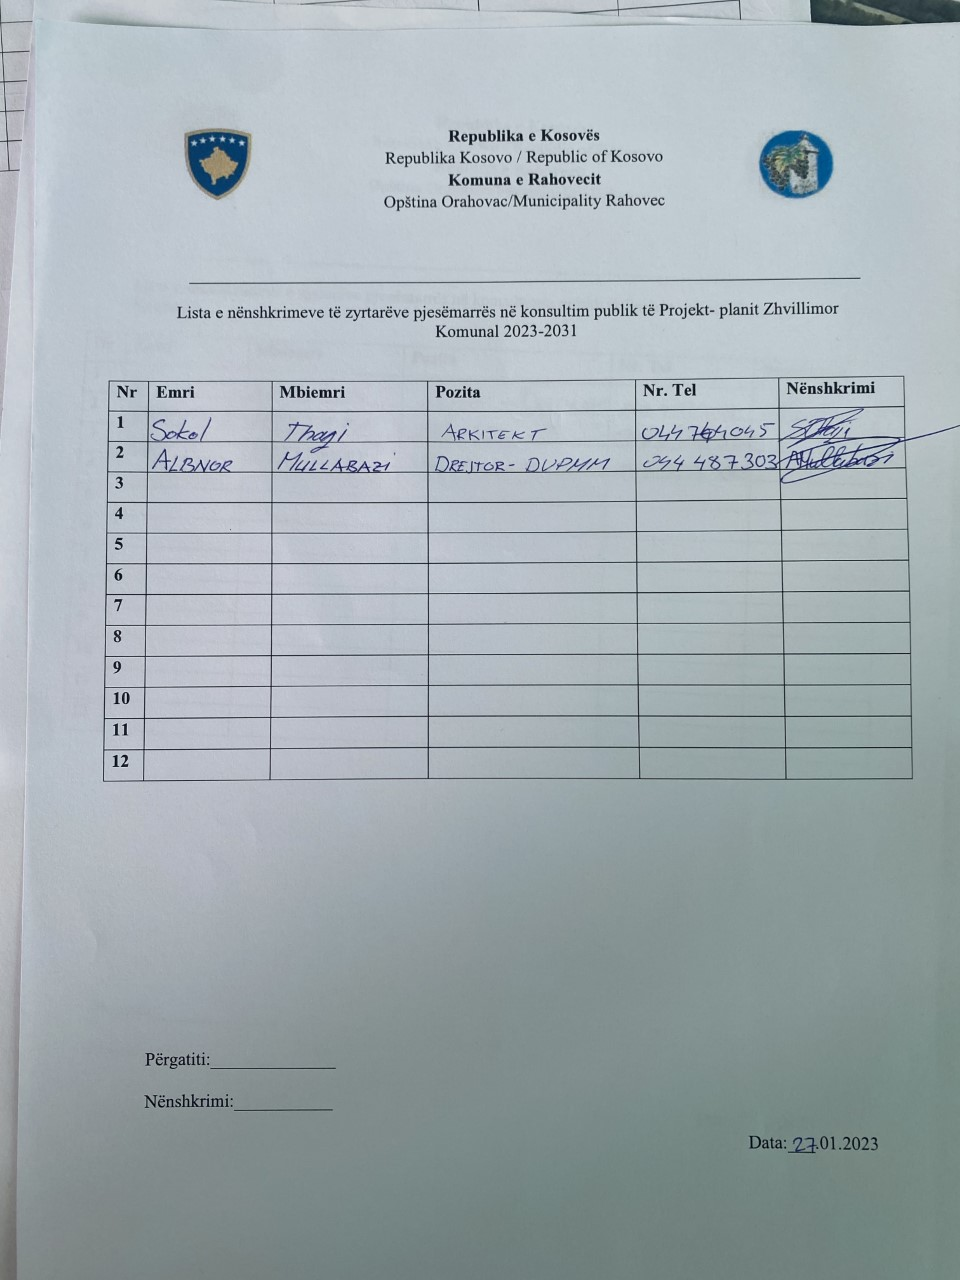 Republika e Kosovës
Republika Kosovo / Republic of Kosovo
Komuna e Rahovecit
Opština Orahovac/Municipality Rahovec
Lista e nënshkrimeve të zyrtarëve pjesëmarrës në konsultim publik të Projekt- planit Zhvillimor
Komunal 2023-2031
Nr Emri Mbiemri Pozita Nr. Tel Nënshkrimi
1 Sokol Thaqi ARKITEKT
2 ALBNOR MULLABAZI DREJTOR- DUPMM 044 487303
3
4
5
6
7
8
9
10
11
12
Përgatiti:
Nënshkrimi:
Data: 27.01.2023